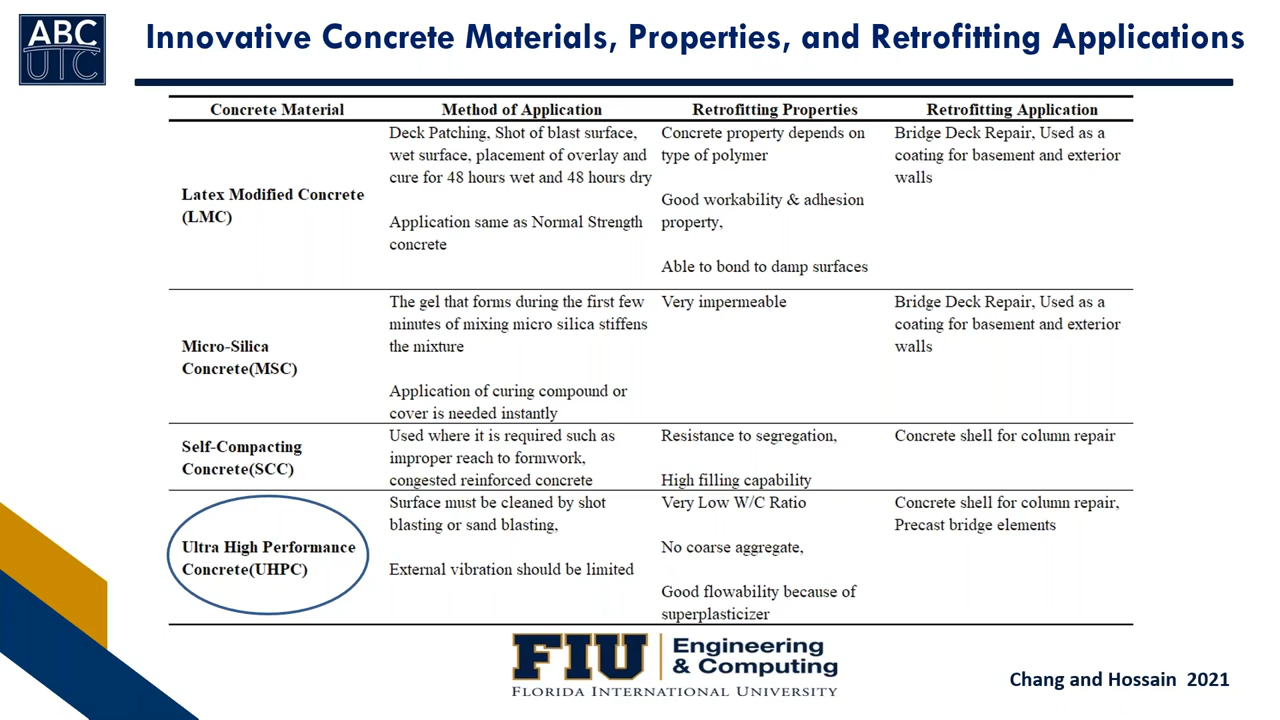 ABC
UTC
Innovative Concrete Materials, Properties, and Retrofitting Applications
Concrete Material Method of Application Retrofitting Properties Retrofitting Application
Latex Modified Concrete
(LMC)
Deck Patching, Shot of blast surface,
wet surface, placement of overlay and
cure for 48 hours wet and 48 hours dry
Application same as Normal Strength
concrete
Concrete property depends on
type of polymer
Good workability & adhesion
property,
Able to bond to damp surfaces
Bridge Deck Repair, Used as a
coating for basement and exterior
walls
Micro-Silica
Concrete(MSC)
The gel that forms during the first few
minutes of mixing micro silica stiffens
the mixture
Application of curing compound or
cover is needed instantly
Very impermeable
Bridge Deck Repair, Used as a
coating for basement and exterior
walls
Self-Compacting
Concrete(SCC)
Used where it is required such as
improper reach to formwork,
congested reinforced concrete
Resistance to segregation,
High filling capability
Concrete shell for column repair
Ultra High Performance
Concrete(UHPC)
Surface must be cleaned by shot
blasting or sand blasting,
External vibration should be limited
Very Low W/C Ratio
No coarse aggregate,
Good flowability because of
superplasticizer
Concrete shell for column repair,
Precast bridge elements
FIU
Engineering
& Computing
FLORIDA INTERNATIONAL UNIVERSITY
Chang and Hossain 2021